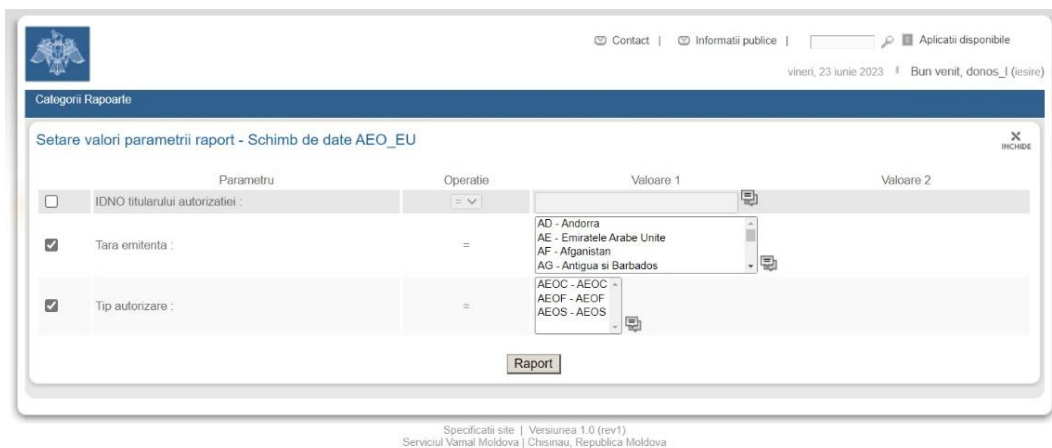 Contact | Informatii publice | Aplicatii disponibile
vineri, 23 iunie 2023 Bun venit, donos_I (iesire)
Categorii Rapoarte
Setare valori parametrii raport - Schimb de date AEO_EU
INCHIDE
Parametru Operatie Valoare 1 Valoare 2
IDNO titularului autorizatiei : =
Tara emitenta : =
AD - Andorra
AE - Emiratele Arabe Unite
AF - Afganistan
AG - Antigua si Barbados
Tip autorizare : =
AEOC - AEOC
AEOF - AEOF
AEOS - AEOS
Raport
Specificatii site | Versiunea 1.0 (rev1)
Serviciul Vamal Moldova | Chisinau, Republica Moldova